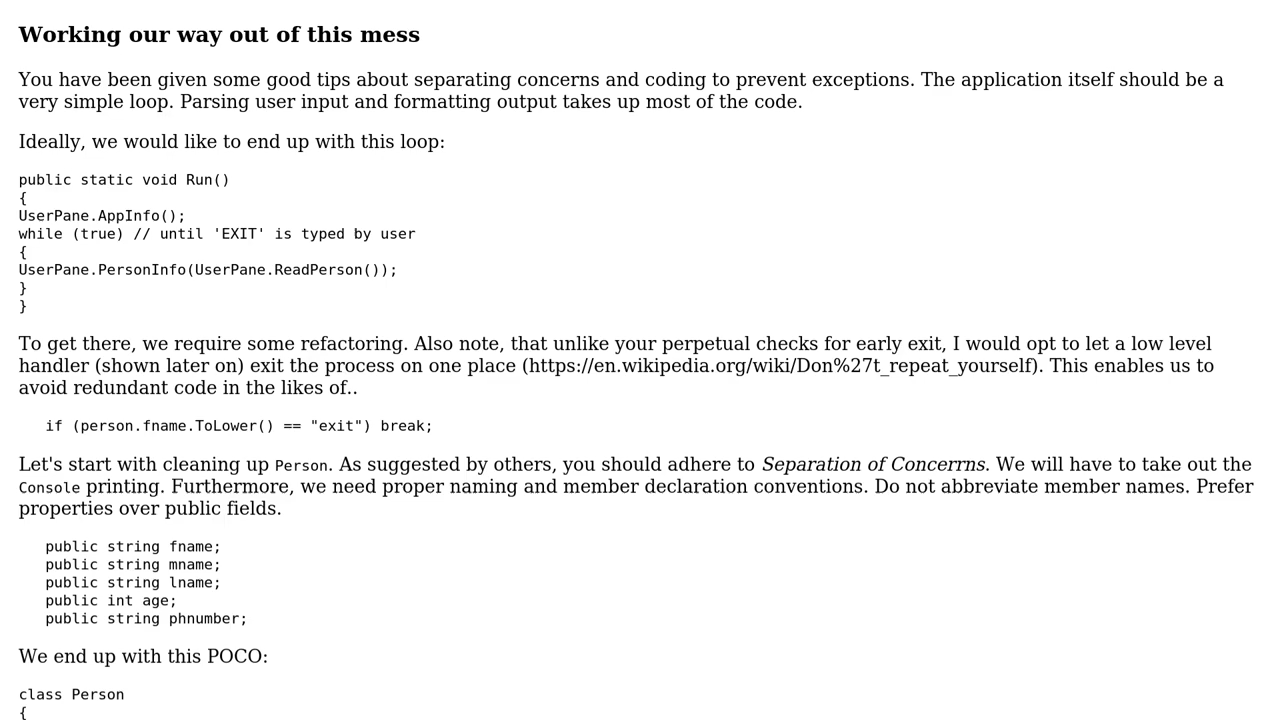 Working our way out of this mess
You have been given some good tips about separating concerns and coding to prevent exceptions. The application itself should be a
very simple loop. Parsing user input and formatting output takes up most of the code.
Ideally, we would like to end up with this loop:
public static void Run()
{
UserPane.AppInfo();
while (true) // until 'EXIT' is typed by user
{
UserPane.PersonInfo(UserPane.ReadPerson());
}
}
To get there, we require some refactoring. Also note, that unlike your perpetual checks for early exit, I would opt to let a low level
handler (shown later on) exit the process on one place (https://en.wikipedia.org/wiki/Don%27t_repeat_yourself). This enables us to
avoid redundant code in the likes of..
if (person.fname.ToLower() == "exit") break;
Let's start with cleaning up Person. As suggested by others, you should adhere to Separation of Concerrns. We will have to take out the
Console printing. Furthermore, we need proper naming and member declaration conventions. Do not abbreviate member names. Prefer
properties over public fields.
public string fname;
public string mname;
public string lname;
public int age;
public string phnumber;
We end up with this POCO:
class Person
{